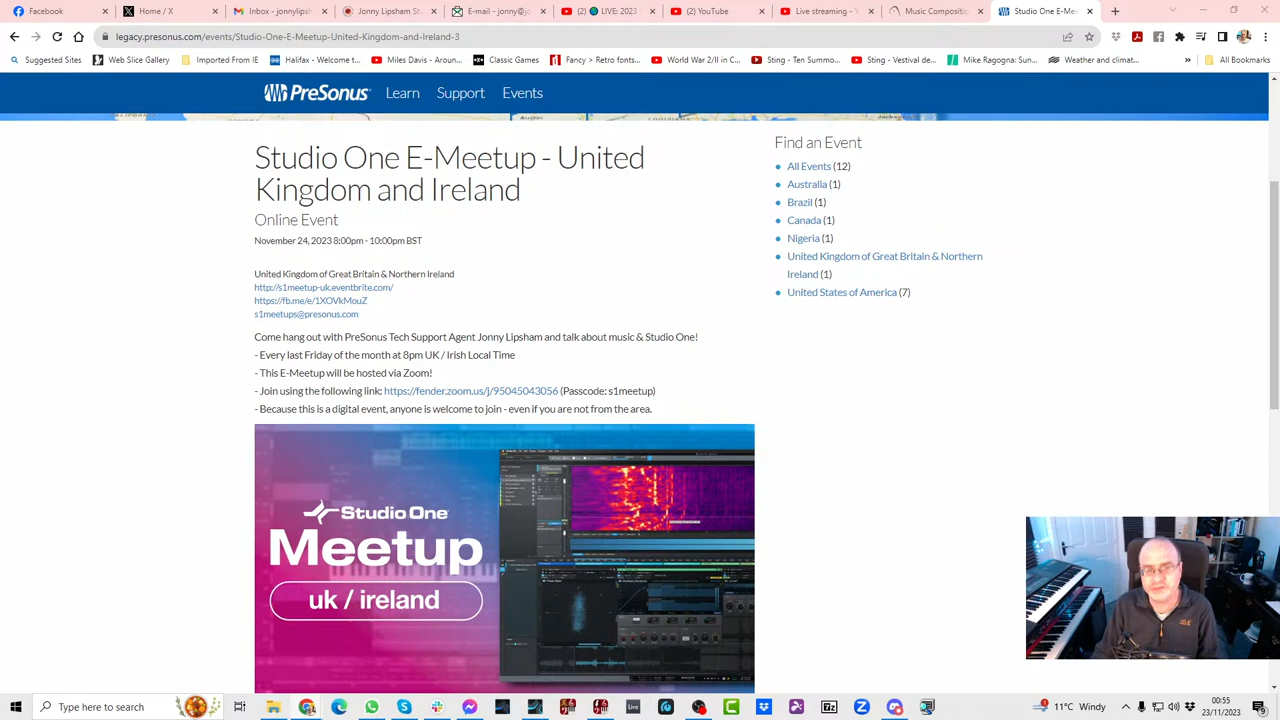 Facebook
Home / X
Inbox - jonnylipsh
Jonny Lipsham Stu
Email - jonny@jo
(2) LIVE: 2023
(2) YouTube
Live streaming - Y
Music Composition
Studio One E-Mee
legacy.presonus.com/events/Studio-One-E-Meetup-United-Kingdom-and-Ireland-3
Suggested Sites
Web Slice Gallery
Imported From IE
Halifax - Welcome t...
Miles Davis - Aroun...
Classic Games
Fancy > Retro fonts...
World War 2/II in C...
Sting - Ten Summo...
Sting - Vestival de...
Mike Ragogna: Sun...
Weather and climat...
»
All Bookmarks
PreSonus
Learn
Support
Events
Studio One E-Meetup - United
Kingdom and Ireland
Online Event
November 24, 2023 8:00pm - 10:00pm BST
United Kingdom of Great Britain & Northern Ireland
http://s1meetup-uk.eventbrite.com/
https://fb.me/e/1XOVkMouZ
s1meetups@presonus.com
Come hang out with PreSonus Tech Support Agent Jonny Lipsham and talk about music & Studio One!
- Every last Friday of the month at 8pm UK / Irish Local Time
- This E-Meetup will be hosted via Zoom!
- Join using the following link: https://fender.zoom.us/j/95045043056 (Passcode: s1meetup)
- Because this is a digital event, anyone is welcome to join - even if you are not from the area.
Studio One
Meetup
uk / ireland
Find an Event
All Events (12)
Australia (1)
Brazil (1)
Canada (1)
Nigeria (1)
United Kingdom of Great Britain & Northern
Ireland (1)
United States of America (7)
Type here to search
Live
11°C Windy
00:55
23/11/2023